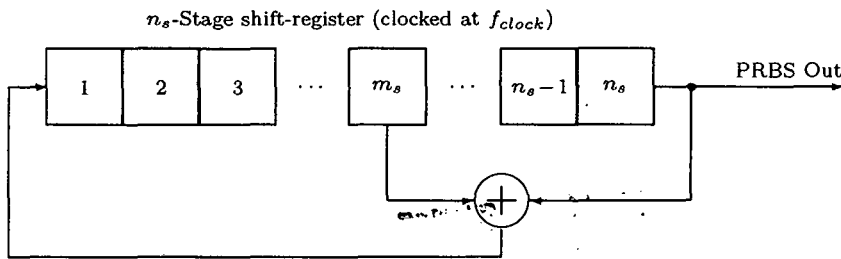 n_s-Stage shift-register (clocked at f_clock)
1 2 3 ... m_s ... n_s−1 n_s
PRBS Out
+